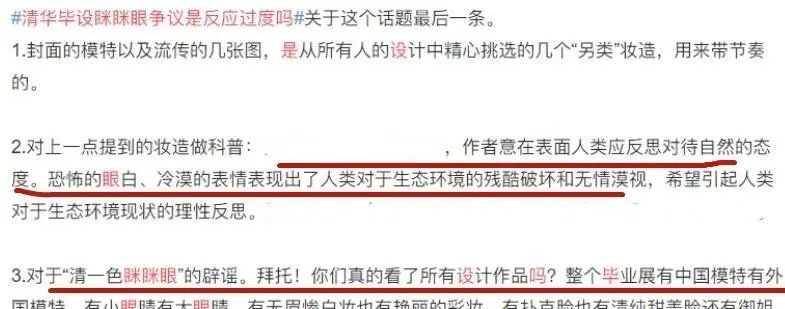 #清华毕设眯眯眼争议是反应过度吗#关于这个话题最后一条。
1.封面的模特以及流传的几张图，是从所有人的设计中精心挑选的几个“另类”妆造，用来带节奏
的。
2.对上一点提到的妆造做科普：
，作者意在表面人类应反思对待自然的态
度。恐怖的眼白、冷漠的表情表现出了人类对于生态环境的残酷破坏和无情漠视，希望引起人类
对于生态环境现状的理性反思。
3.对于“清一色眯眯眼”的辟谣。拜托！你们真的看了所有设计作品吗？整个毕业展有中国模特有外
国模特，有小眼睛有大眼睛，有无眉惨白妆也有艳丽的彩妆，有扑克脸也有清纯甜美脸还有御姐